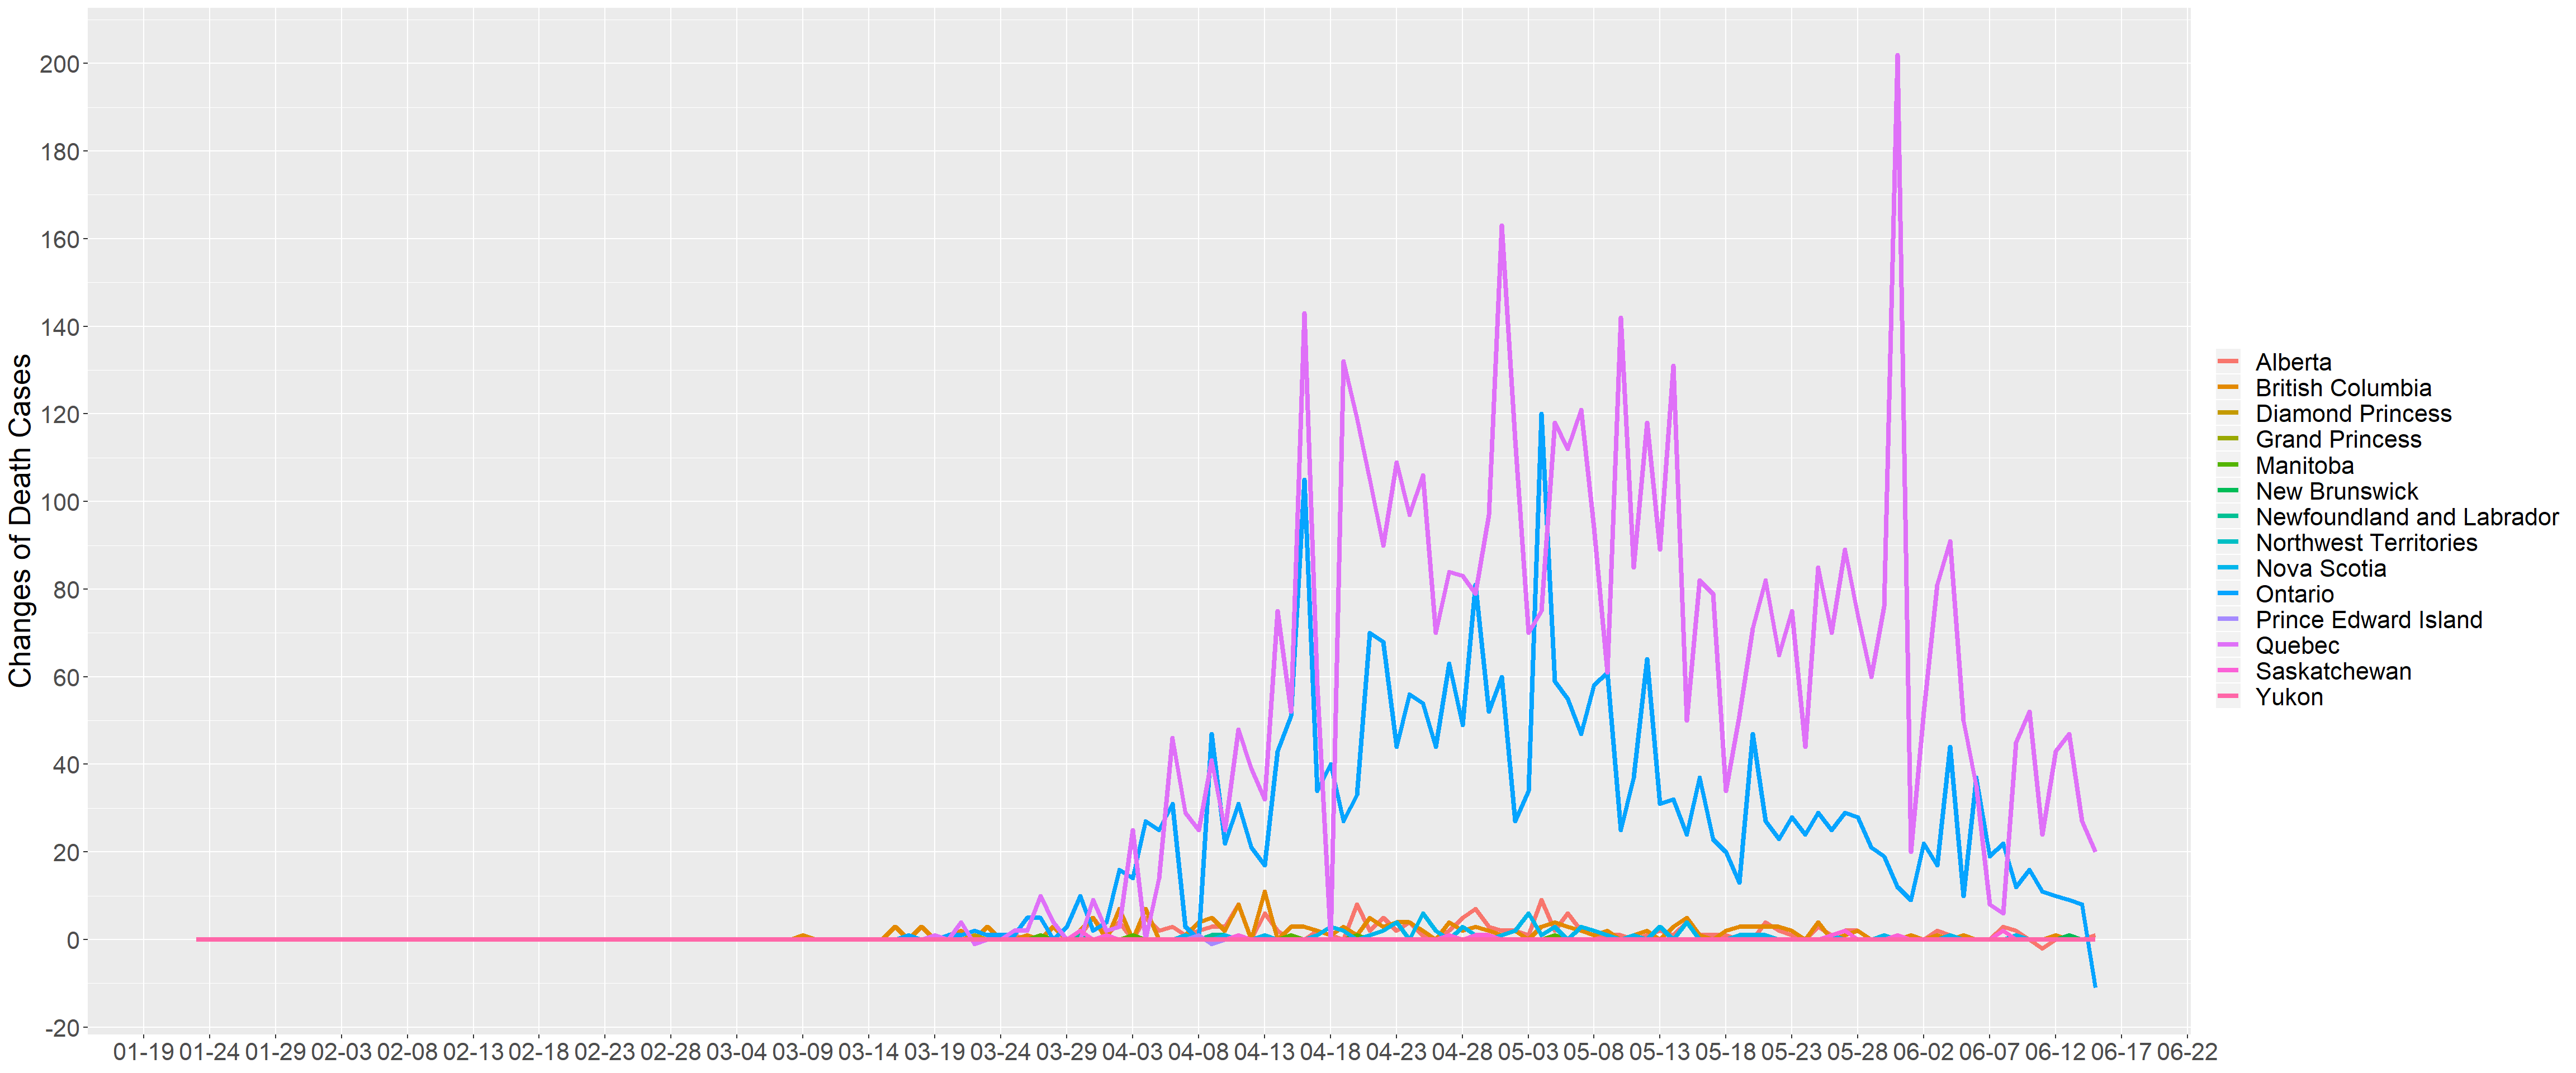 Changes of Death Cases
200
180
160
140
120
100
80
60
40
20
0
-20
01-19 01-24 01-29 02-03 02-08 02-13 02-18 02-23 02-28 03-04 03-09 03-14 03-19 03-24 03-29 04-03 04-08 04-13 04-18 04-23 04-28 05-03 05-08 05-13 05-18 05-23 05-28 06-02 06-07 06-12 06-17 06-22
Alberta
British Columbia
Diamond Princess
Grand Princess
Manitoba
New Brunswick
Newfoundland and Labrador
Northwest Territories
Nova Scotia
Ontario
Prince Edward Island
Quebec
Saskatchewan
Yukon